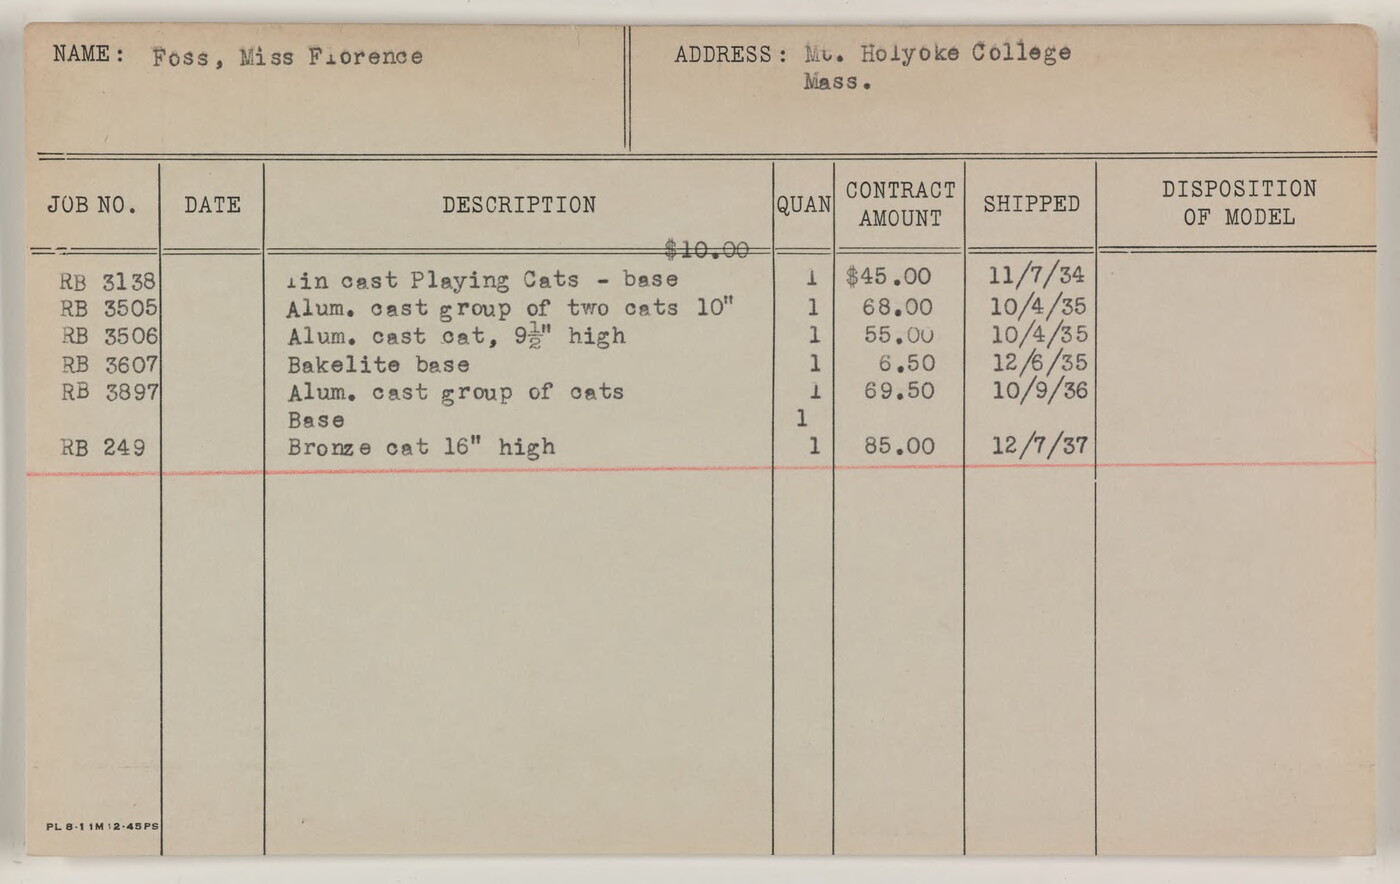 NAME: Foss, Miss Florence ADDRESS: Mt. Holyoke College
Mass.
JOB NO. DATE DESCRIPTION QUAN CONTRACT AMOUNT SHIPPED DISPOSITION OF MODEL
$10.00
RB 3138 Tin cast Playing Cats - base 1 $45.00 11/7/34
RB 3505 Alum. cast group of two cats 10" 1 68.00 10/4/35
RB 3506 Alum. cast cat, 9½" high 1 55.00 10/4/35
RB 3607 Bakelite base 1 6.50 12/6/35
RB 3897 Alum. cast group of cats 1 69.50 10/9/36
Base 1
RB 249 Bronze cat 16" high 1 85.00 12/7/37
PL 8-1 1M 12-45 PS